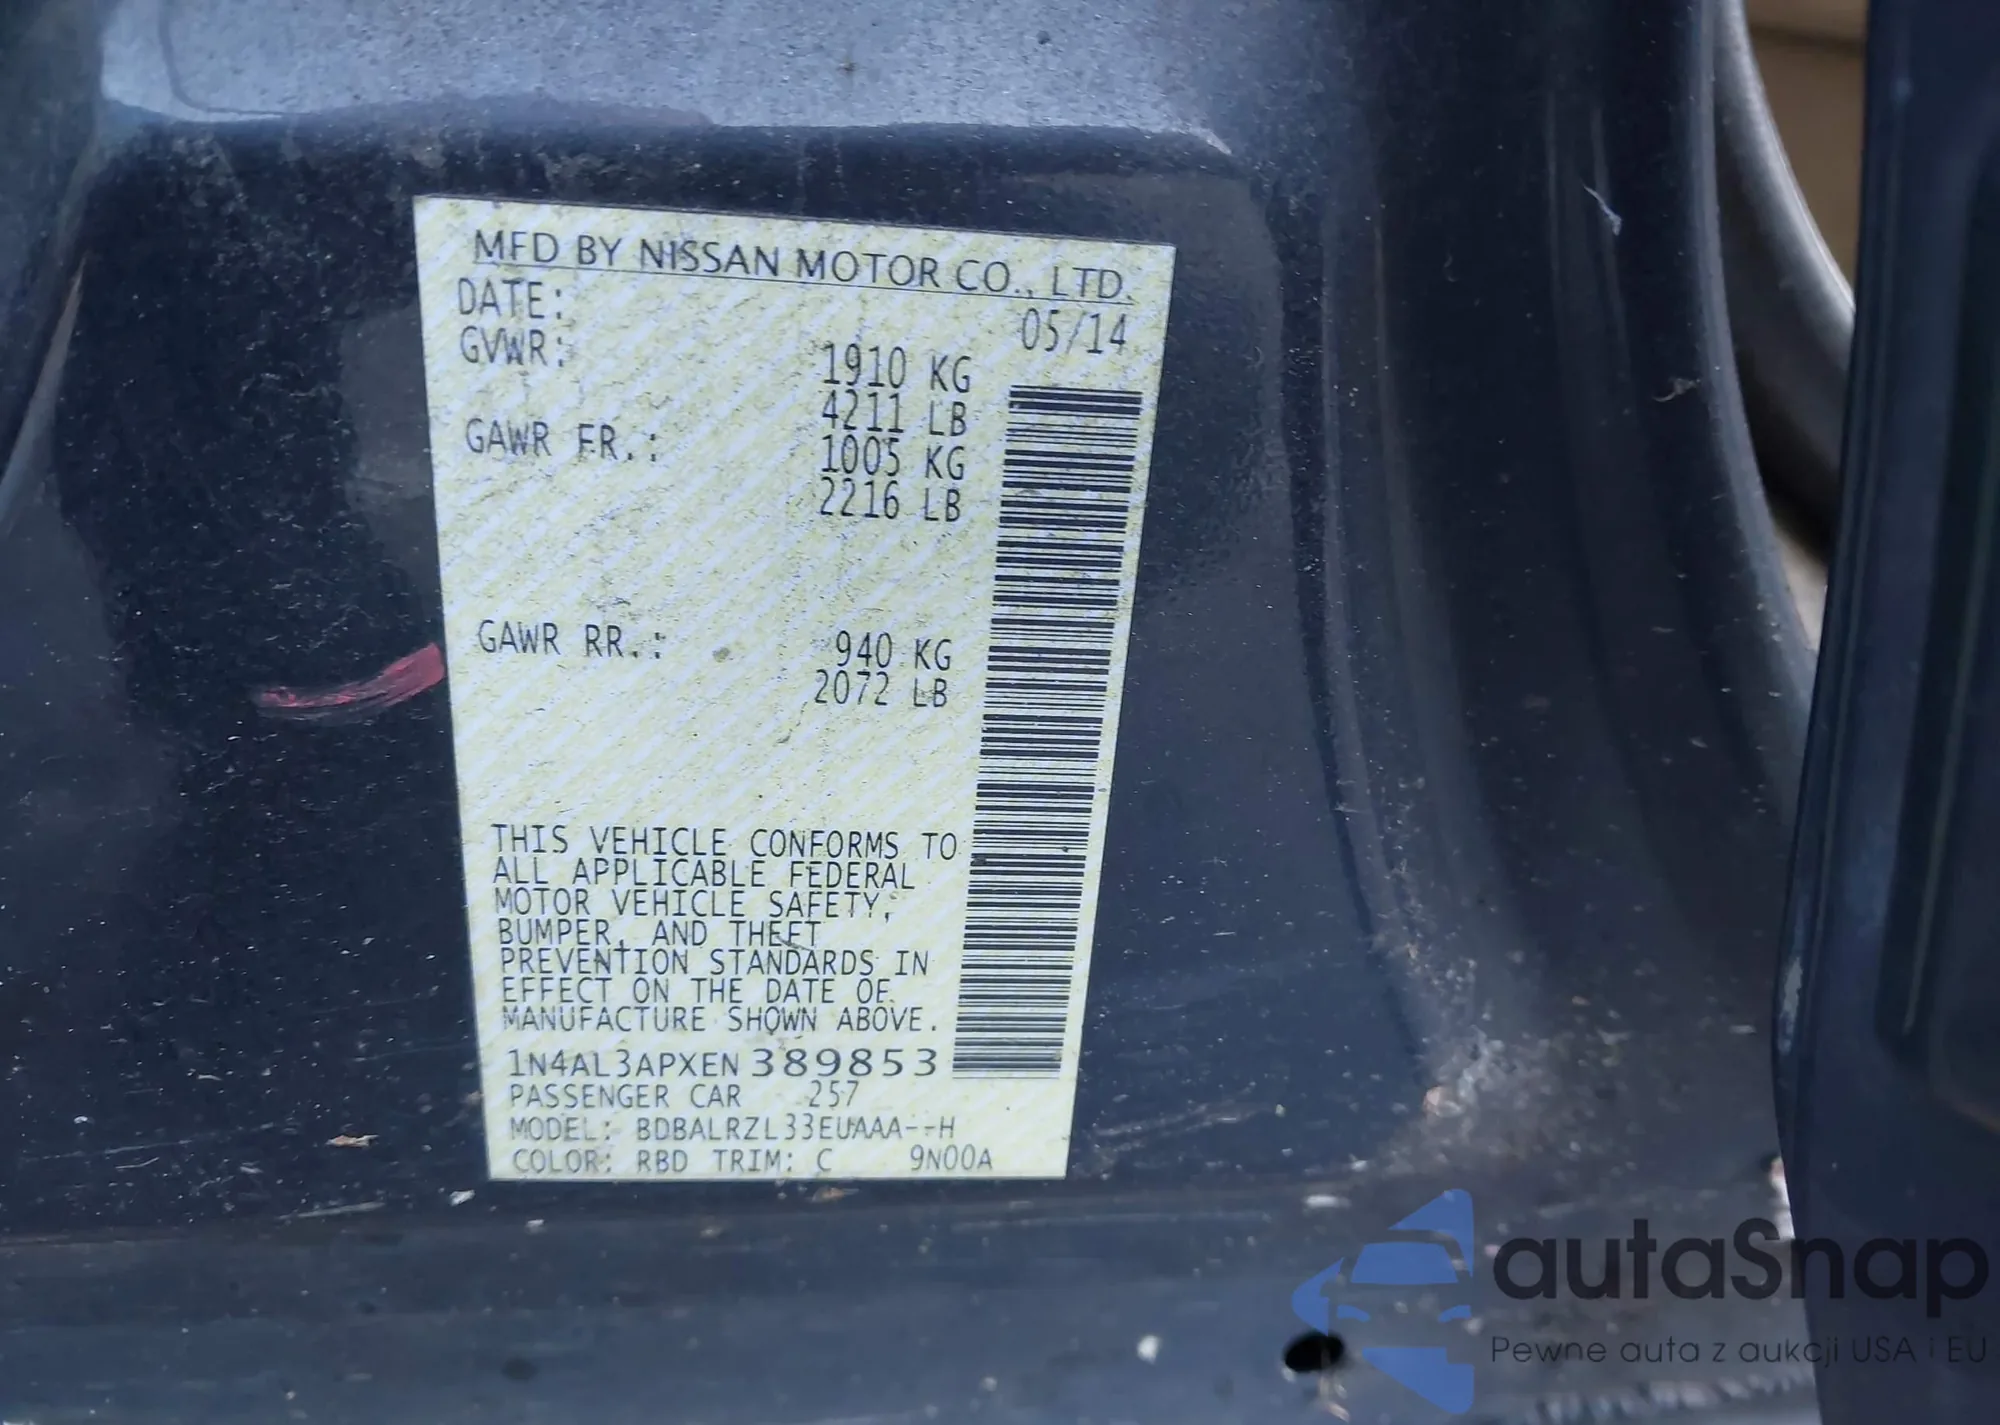 MFD BY NISSAN MOTOR CO., LTD.
DATE: 05/14
GVWR: 1910 KG
4211 LB
GAWR FR.: 1005 KG
2216 LB
GAWR RR.: 940 KG
2072 LB
THIS VEHICLE CONFORMS TO
ALL APPLICABLE FEDERAL
MOTOR VEHICLE SAFETY,
BUMPER, AND THEFT
PREVENTION STANDARDS IN
EFFECT ON THE DATE OF
MANUFACTURE SHOWN ABOVE.
1N4AL3APXEN389853
PASSENGER CAR 257
MODEL: BDBALRZL33EUAAA--H
COLOR: RBD TRIM: C 9N00A
autaSnap
Pewne auta z aukcji USA i EU